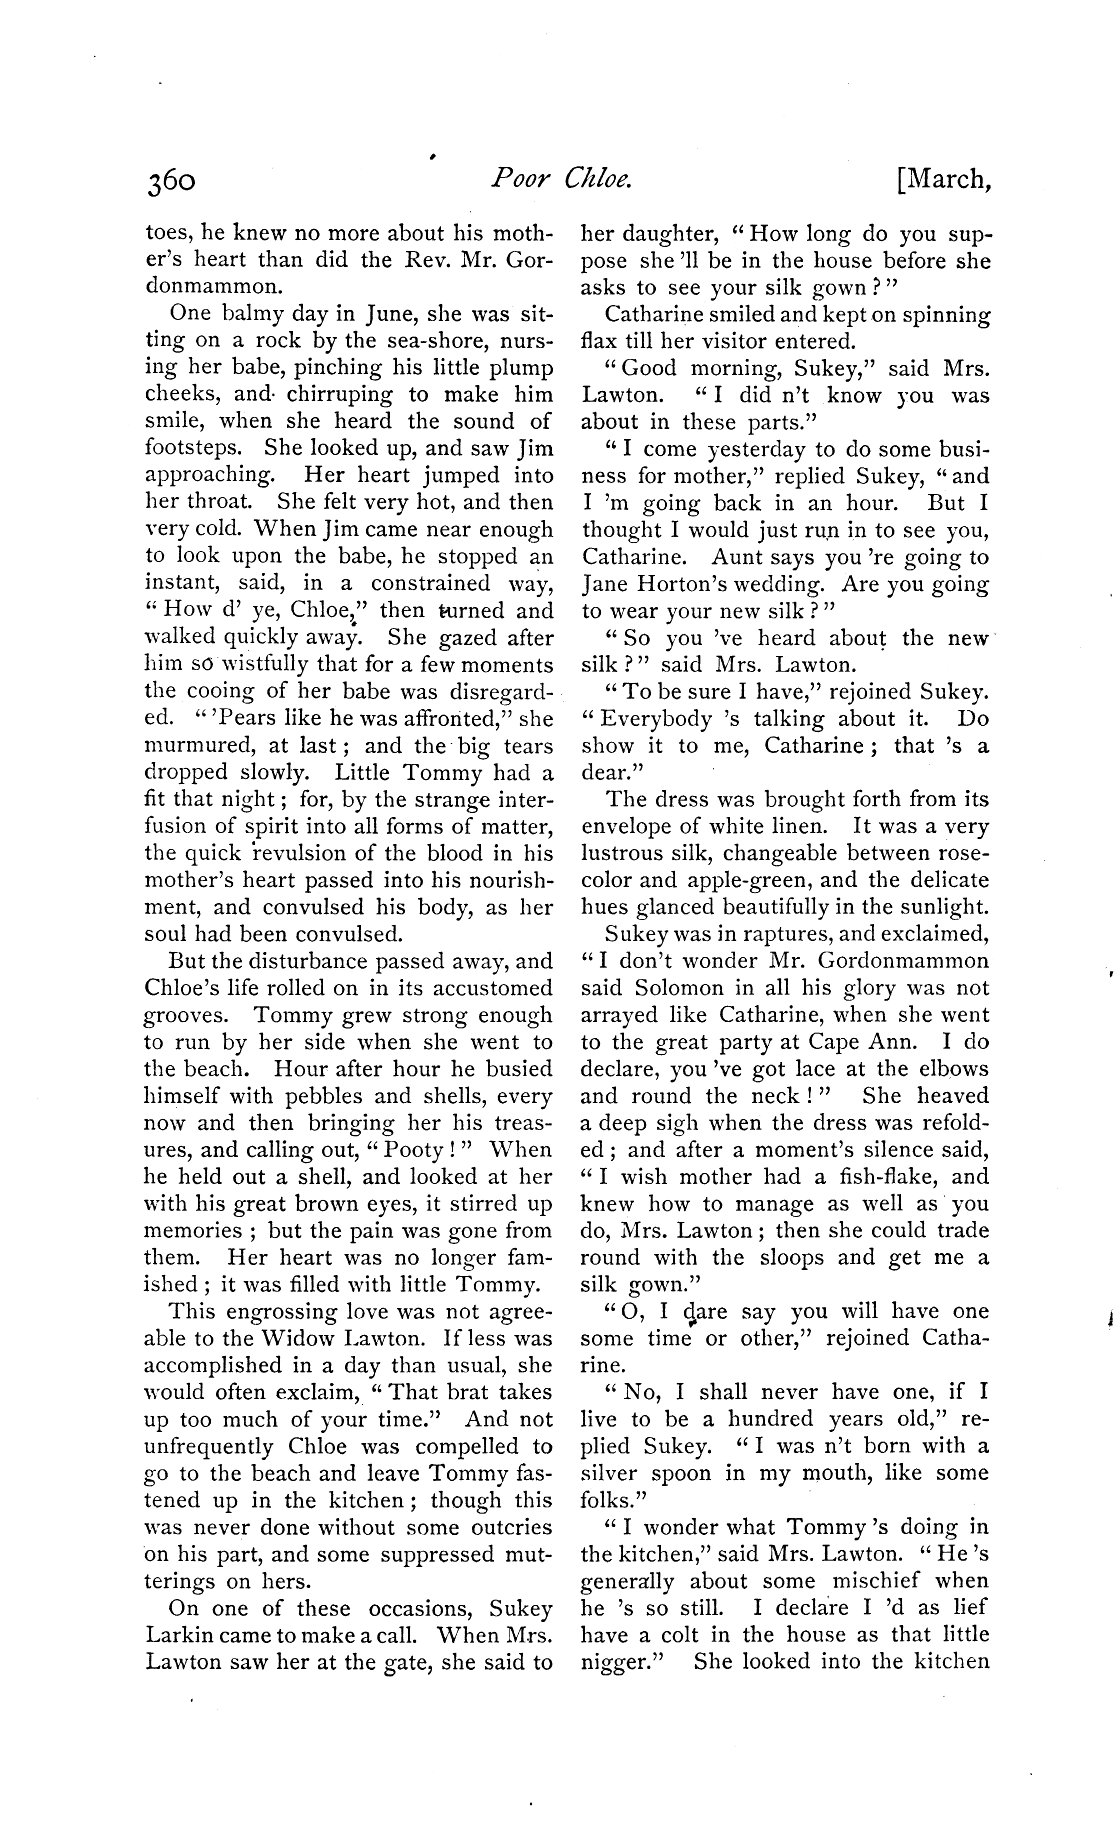 360
Poor Chloe.
[March,
toes, he knew no more about his moth-
er's heart than did the Rev. Mr. Gor-
donmammon.
One balmy day in June, she was sit-
ting on a rock by the sea-shore, nurs-
ing her babe, pinching his little plump
cheeks, and chirruping to make him
smile, when she heard the sound of
footsteps. She looked up, and saw Jim
approaching. Her heart jumped into
her throat. She felt very hot, and then
very cold. When Jim came near enough
to look upon the babe, he stopped an
instant, said, in a constrained way,
“ How d’ ye, Chloe,” then turned and
walked quickly away. She gazed after
him so wistfully that for a few moments
the cooing of her babe was disregard-
ed. “ ’Pears like he was affronted,” she
murmured, at last ; and the big tears
dropped slowly. Little Tommy had a
fit that night ; for, by the strange inter-
fusion of spirit into all forms of matter,
the quick revulsion of the blood in his
mother's heart passed into his nourish-
ment, and convulsed his body, as her
soul had been convulsed.
But the disturbance passed away, and
Chloe's life rolled on in its accustomed
grooves. Tommy grew strong enough
to run by her side when she went to
the beach. Hour after hour he busied
himself with pebbles and shells, every
now and then bringing her his treas-
ures, and calling out, “ Pooty ! ” When
he held out a shell, and looked at her
with his great brown eyes, it stirred up
memories ; but the pain was gone from
them. Her heart was no longer fam-
ished ; it was filled with little Tommy.
This engrossing love was not agree-
able to the Widow Lawton. If less was
accomplished in a day than usual, she
would often exclaim, “ That brat takes
up too much of your time.” And not
unfrequently Chloe was compelled to
go to the beach and leave Tommy fas-
tened up in the kitchen ; though this
was never done without some outcries
on his part, and some suppressed mut-
terings on hers.
On one of these occasions, Sukey
Larkin came to make a call. When Mrs.
Lawton saw her at the gate, she said to
her daughter, “ How long do you sup-
pose she ’ll be in the house before she
asks to see your silk gown ? ”
Catharine smiled and kept on spinning
flax till her visitor entered.
“ Good morning, Sukey,” said Mrs.
Lawton. “ I did n’t know you was
about in these parts.”
“ I come yesterday to do some busi-
ness for mother,” replied Sukey, “ and
I ’m going back in an hour. But I
thought I would just run in to see you,
Catharine. Aunt says you ’re going to
Jane Horton's wedding. Are you going
to wear your new silk ? ”
“ So you ’ve heard about the new
silk ? ” said Mrs. Lawton.
“ To be sure I have,” rejoined Sukey.
“ Everybody ’s talking about it. Do
show it to me, Catharine ; that ’s a
dear.”
The dress was brought forth from its
envelope of white linen. It was a very
lustrous silk, changeable between rose-
color and apple-green, and the delicate
hues glanced beautifully in the sunlight.
Sukey was in raptures, and exclaimed,
“ I don’t wonder Mr. Gordonmammon
said Solomon in all his glory was not
arrayed like Catharine, when she went
to the great party at Cape Ann. I do
declare, you ’ve got lace at the elbows
and round the neck ! ” She heaved
a deep sigh when the dress was refold-
ed ; and after a moment's silence said,
“ I wish mother had a fish-flake, and
knew how to manage as well as you
do, Mrs. Lawton ; then she could trade
round with the sloops and get me a
silk gown.”
“ O, I dare say you will have one
some time or other,” rejoined Catha-
rine.
“ No, I shall never have one, if I
live to be a hundred years old,” re-
plied Sukey. “ I was n’t born with a
silver spoon in my mouth, like some
folks.”
“ I wonder what Tommy ’s doing in
the kitchen,” said Mrs. Lawton. “ He ’s
generally about some mischief when
he ’s so still. I declare I ’d as lief
have a colt in the house as that little
nigger.” She looked into the kitchen